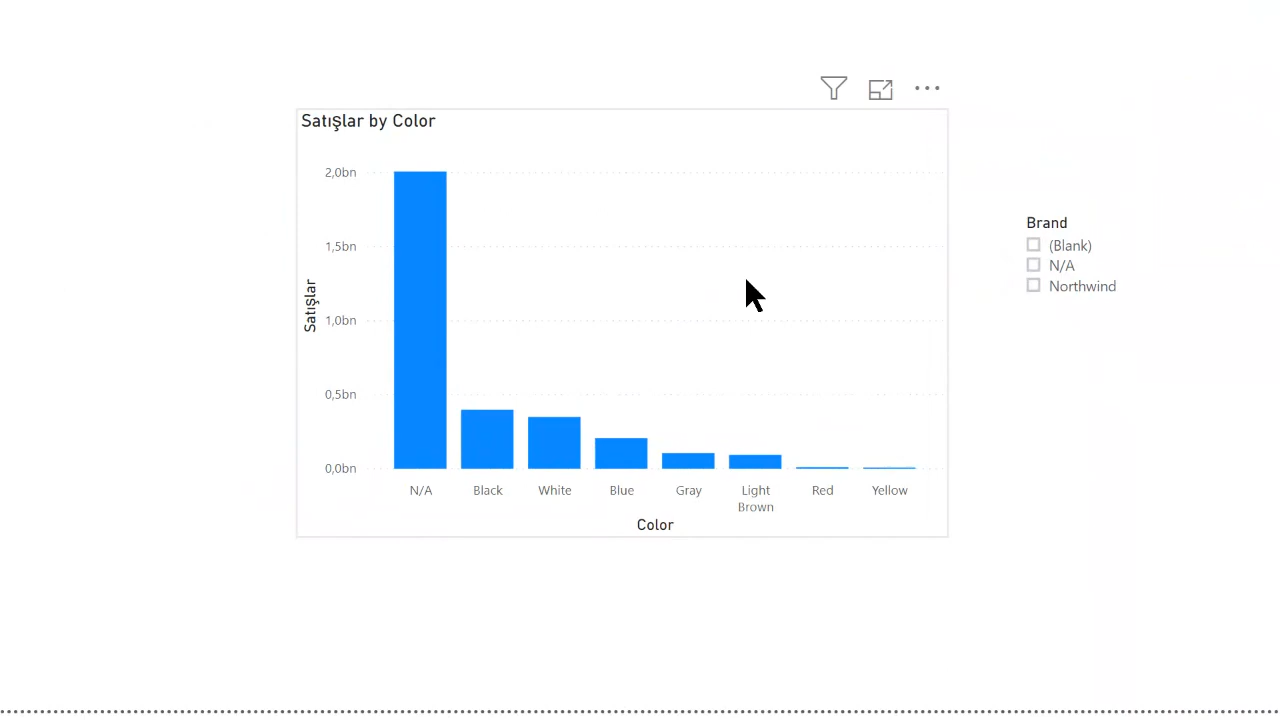 Satışlar by Color
2,0bn
1,5bn
1,0bn
0,5bn
0,0bn
Satışlar
N/A
Black
White
Blue
Gray
Light
Brown
Red
Yellow
Color
Brand
(Blank)
N/A
Northwind